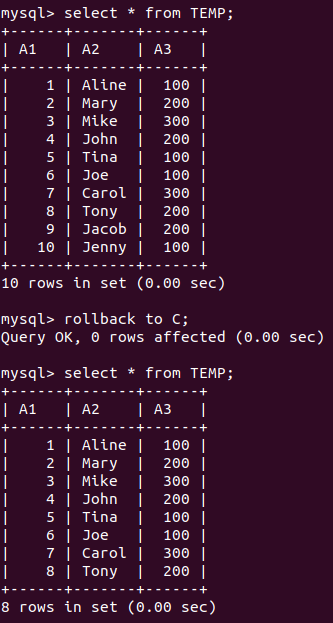 mysql> select * from TEMP;
+------+-------+------+
| A1   | A2    | A3   |
+------+-------+------+
|    1 | Aline |  100 |
|    2 | Mary  |  200 |
|    3 | Mike  |  300 |
|    4 | John  |  200 |
|    5 | Tina  |  100 |
|    6 | Joe   |  100 |
|    7 | Carol |  300 |
|    8 | Tony  |  200 |
|    9 | Jacob |  200 |
|   10 | Jenny |  100 |
+------+-------+------+
10 rows in set (0.00 sec)
mysql> rollback to C;
Query OK, 0 rows affected (0.00 sec)
mysql> select * from TEMP;
+------+-------+------+
| A1   | A2    | A3   |
+------+-------+------+
|    1 | Aline |  100 |
|    2 | Mary  |  200 |
|    3 | Mike  |  300 |
|    4 | John  |  200 |
|    5 | Tina  |  100 |
|    6 | Joe   |  100 |
|    7 | Carol |  300 |
|    8 | Tony  |  200 |
+------+-------+------+
8 rows in set (0.00 sec)